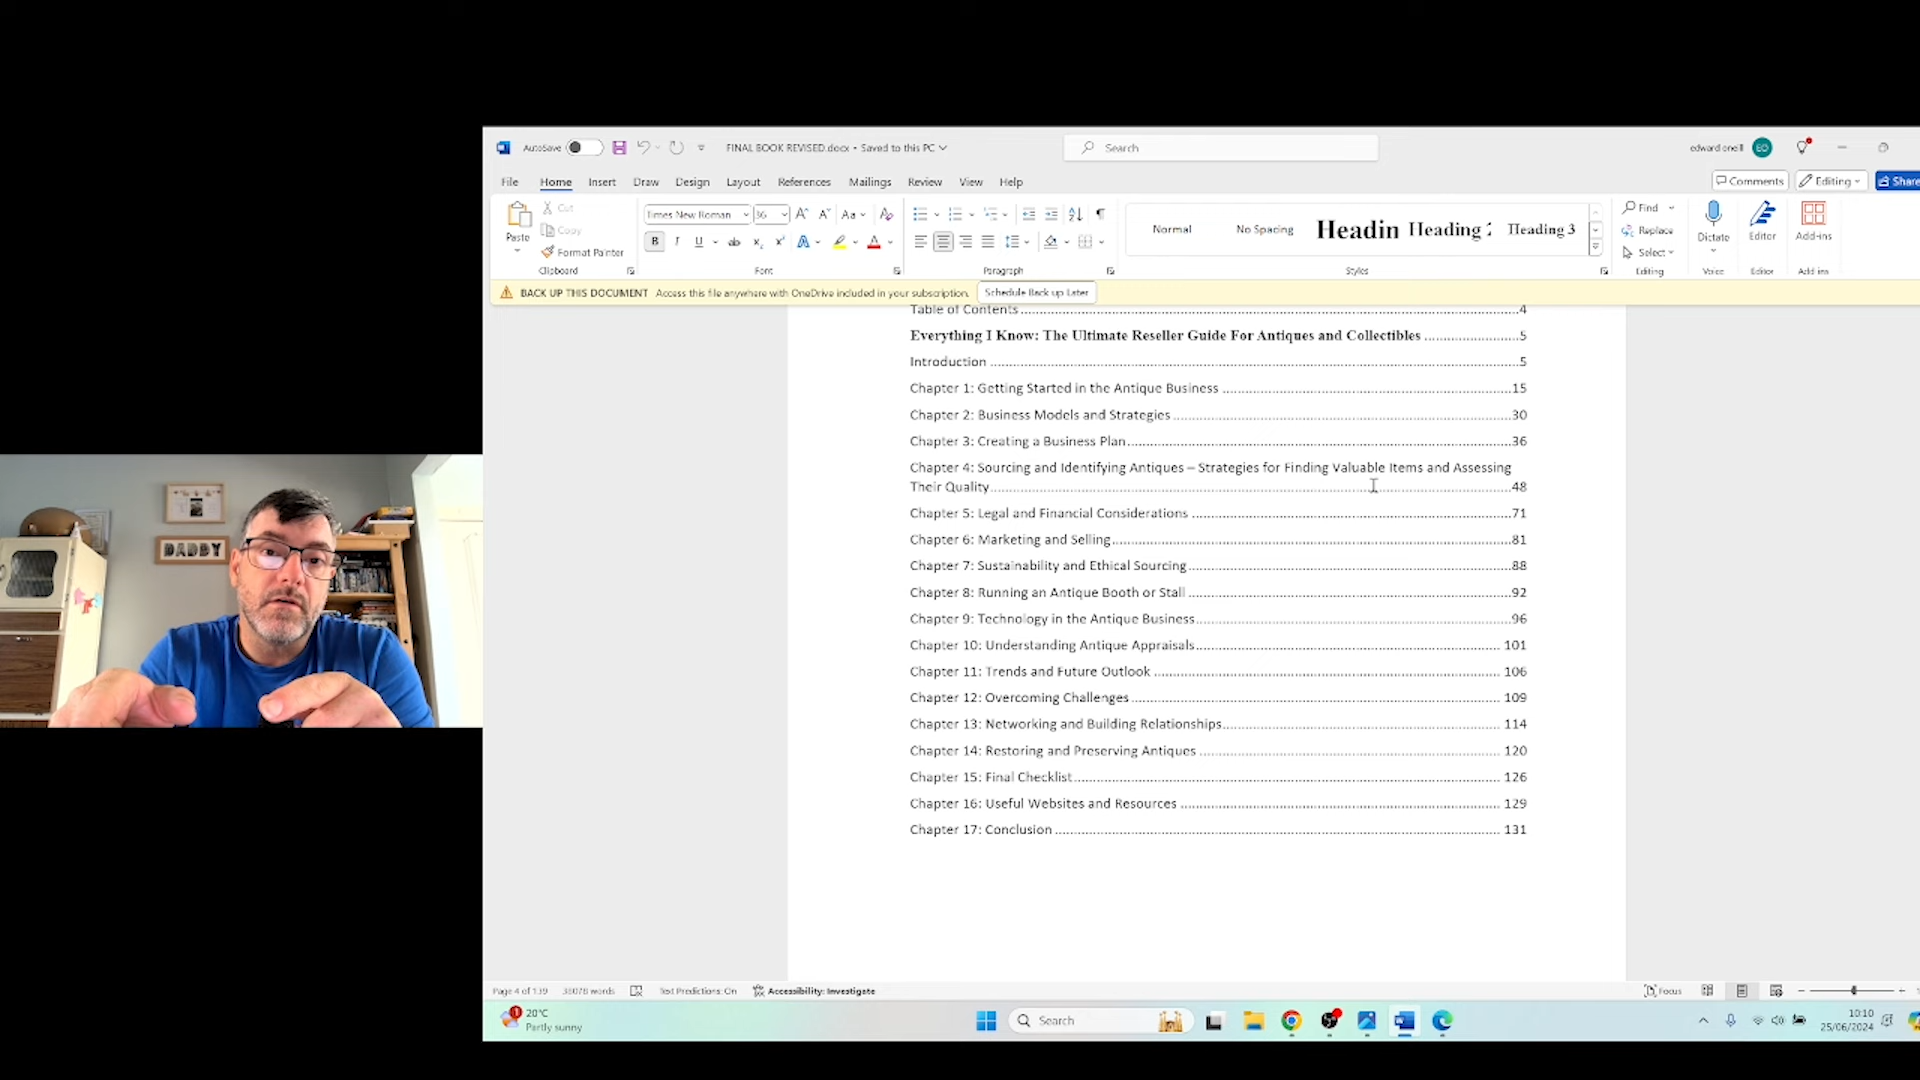 AutoSave
FINAL BOOK REVISED.docx • Saved to this PC
Search
edward oneill
EO
File Home Insert Draw Design Layout References Mailings Review View Help
Comments
Editing
Share
Paste
Cut
Copy
Format Painter
Clipboard
Times New Roman
36
Font
Paragraph
Normal
No Spacing
Headin
Heading 2
Heading 3
Styles
Find
Replace
Select
Editing
Dictate
Voice
Editor
Editor
Add-ins
Add-ins
BACK UP THIS DOCUMENT Access this file anywhere with OneDrive included in your subscription. Schedule Back up Later
Table of Contents 4
Everything I Know: The Ultimate Reseller Guide For Antiques and Collectibles 5
Introduction 5
Chapter 1: Getting Started in the Antique Business 15
Chapter 2: Business Models and Strategies 30
Chapter 3: Creating a Business Plan 36
Chapter 4: Sourcing and Identifying Antiques – Strategies for Finding Valuable Items and Assessing
Their Quality 48
Chapter 5: Legal and Financial Considerations 71
Chapter 6: Marketing and Selling 81
Chapter 7: Sustainability and Ethical Sourcing 88
Chapter 8: Running an Antique Booth or Stall 92
Chapter 9: Technology in the Antique Business 96
Chapter 10: Understanding Antique Appraisals 101
Chapter 11: Trends and Future Outlook 106
Chapter 12: Overcoming Challenges 109
Chapter 13: Networking and Building Relationships 114
Chapter 14: Restoring and Preserving Antiques 120
Chapter 15: Final Checklist 126
Chapter 16: Useful Websites and Resources 129
Chapter 17: Conclusion 131
DADDY
Page 4 of 139
38078 words
Text Predictions: On
Accessibility: Investigate
Focus
20°C
Partly sunny
Search
10:10
25/06/2024